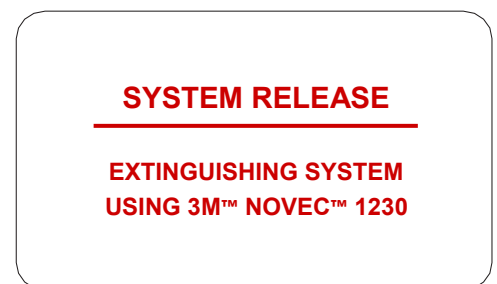 SYSTEM RELEASE
EXTINGUISHING SYSTEM
USING 3M™ NOVEC™ 1230